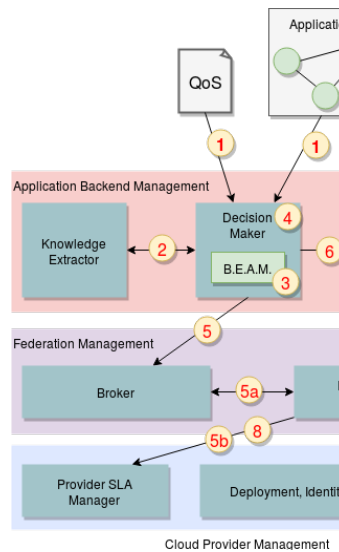 Applicatio
QoS
1
1
Application Backend Management
Knowledge
Extractor
2
Decision
Maker
4
B.E.A.M.
3
6
5
Federation Management
Broker
5a
5b
8
Provider SLA
Manager
Deployment, Identit
Cloud Provider Management